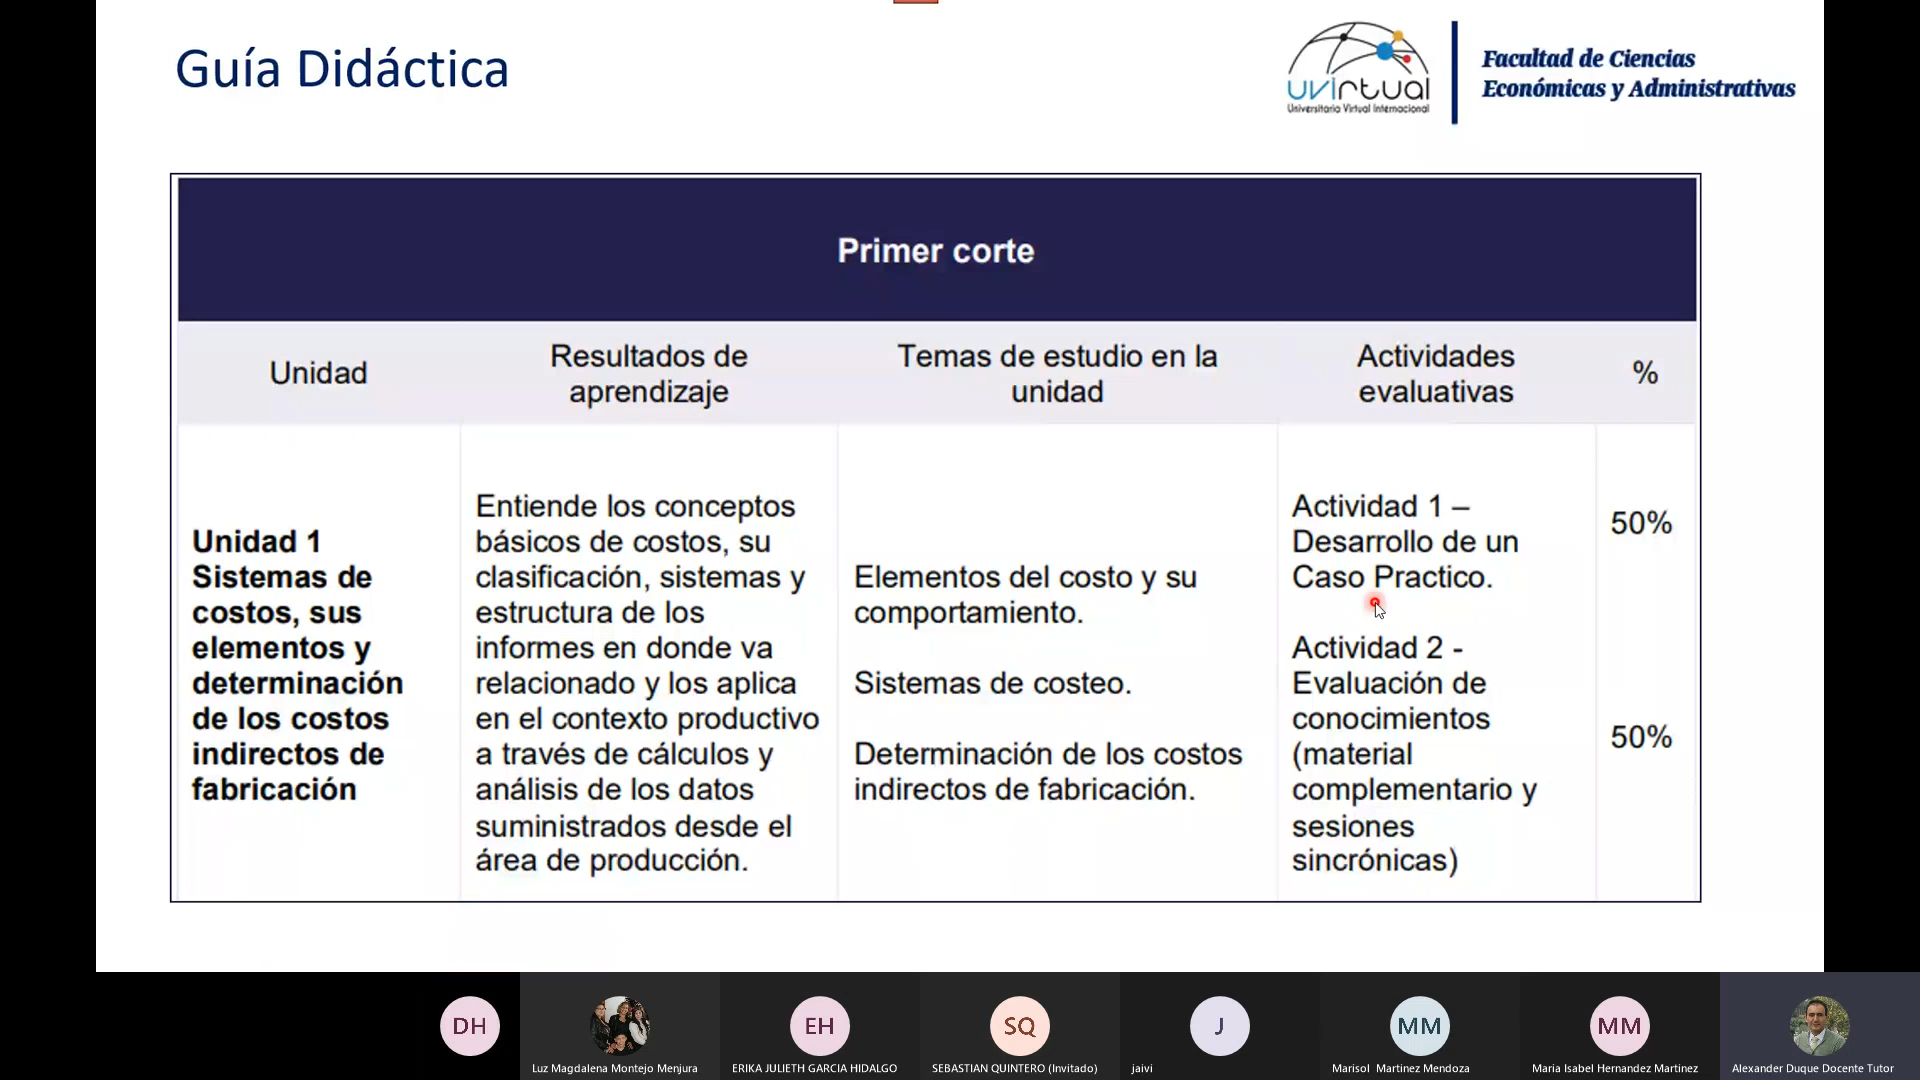 Guía Didáctica
uvirtual
Universitaria Virtual Internacional
Facultad de Ciencias
Económicas y Administrativas
Primer corte
Unidad
Resultados de
aprendizaje
Temas de estudio en la
unidad
Actividades
evaluativas
%
Unidad 1
Sistemas de
costos, sus
elementos y
determinación
de los costos
indirectos de
fabricación
Entiende los conceptos
básicos de costos, su
clasificación, sistemas y
estructura de los
informes en donde va
relacionado y los aplica
en el contexto productivo
a través de cálculos y
análisis de los datos
suministrados desde el
área de producción.
Elementos del costo y su
comportamiento.
Sistemas de costeo.
Determinación de los costos
indirectos de fabricación.
Actividad 1 –
Desarrollo de un
Caso Practico.
Actividad 2 -
Evaluación de
conocimientos
(material
complementario y
sesiones
sincrónicas)
50%
50%
DH
Luz Magdalena Montejo Menjura
EH
ERIKA JULIETH GARCIA HIDALGO
SQ
SEBASTIAN QUINTERO (Invitado)
J
jaivi
MM
Marisol Martinez Mendoza
MM
Maria Isabel Hernandez Martinez
Alexander Duque Docente Tutor